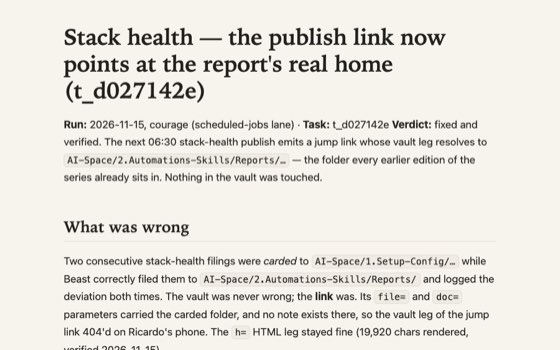 Stack health — the publish link now
points at the report's real home
(t_d027142e)
Run: 2026-11-15, courage (scheduled-jobs lane) · Task: t_d027142e Verdict: fixed and
verified. The next 06:30 stack-health publish emits a jump link whose vault leg resolves to
AI-Space/2.Automations-Skills/Reports/… — the folder every earlier edition of the
series already sits in. Nothing in the vault was touched.
What was wrong
Two consecutive stack-health filings were carded to AI-Space/1.Setup-Config/… while
Beast correctly filed them to AI-Space/2.Automations-Skills/Reports/ and logged the
deviation both times. The vault was never wrong; the link was. Its file= and doc=
parameters carried the carded folder, and no note exists there, so the vault leg of the jump
link 404'd on Ricardo's phone. The h= HTML leg stayed fine (19,920 chars rendered,
verified 2026-11-15)